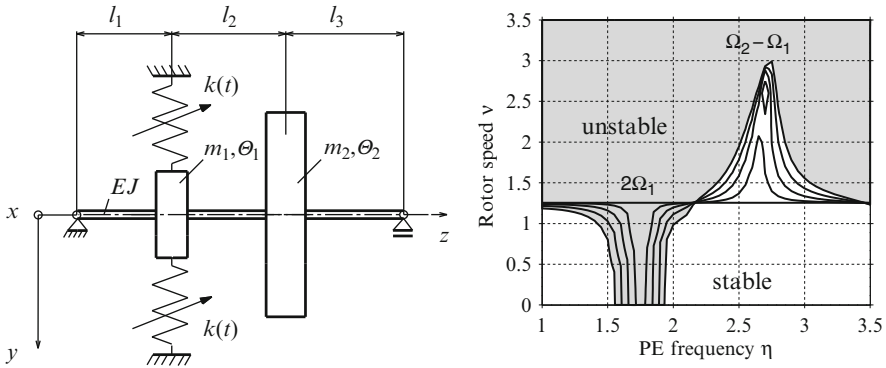 l₁ l₂ l₃
k(t)
m₁,Θ₁ m₂,Θ₂
EJ
x
z
k(t)
y
3.5
3
2.5
2
1.5
1
0.5
0
Rotor speed ν
Ω₂−Ω₁
unstable
2Ω₁
stable
1 1.5 2 2.5 3 3.5
PE frequency η